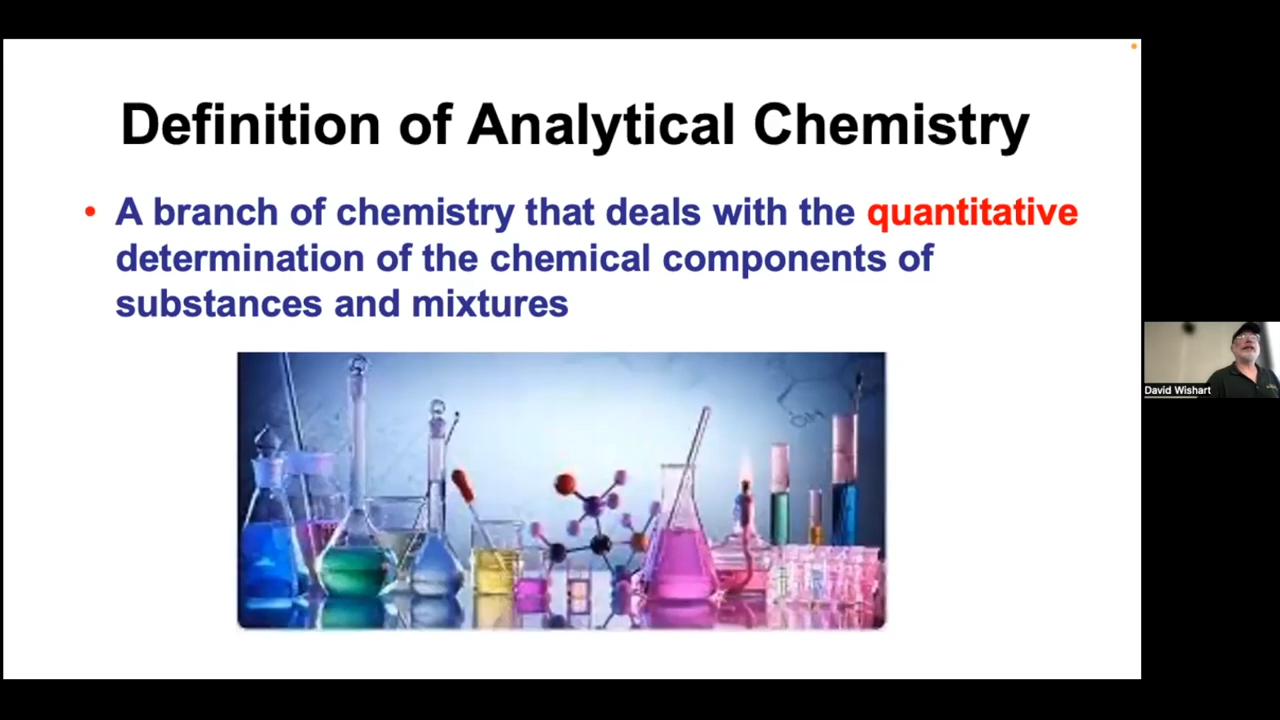 Definition of Analytical Chemistry
• A branch of chemistry that deals with the quantitative
determination of the chemical components of
substances and mixtures
OH
David Wishart